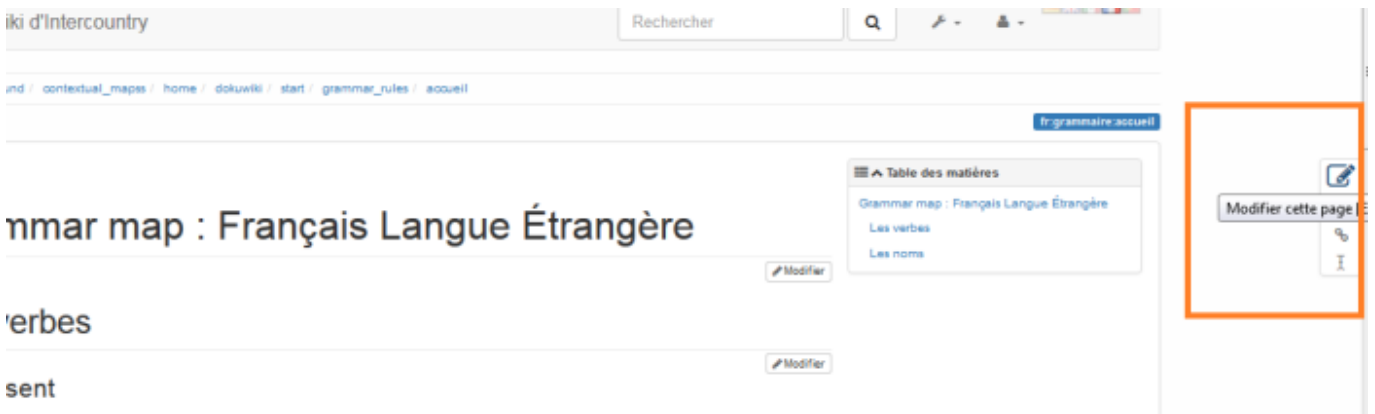 iki d'Intercountry Rechercher
und / contextual_mapss / home / dokuwiki / start / grammar_rules / accueil
fr:grammaire:accueil
Table des matières
Grammar map : Français Langue Étrangère
Les verbes
Les noms
Modifier cette page [E
mmar map : Français Langue Étrangère
Modifier
verbes
Modifier
sent